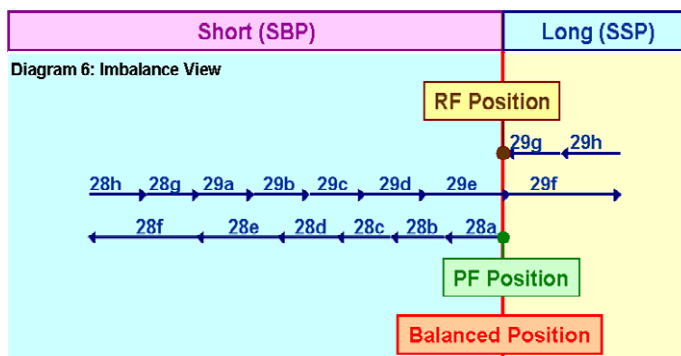 Short (SBP) Long (SSP)
Diagram 6: Imbalance View
RF Position
29g 29h
28h 28g 29a 29b 29c 29d 29e 29f
28f 28e 28d 28c 28b 28a
PF Position
Balanced Position